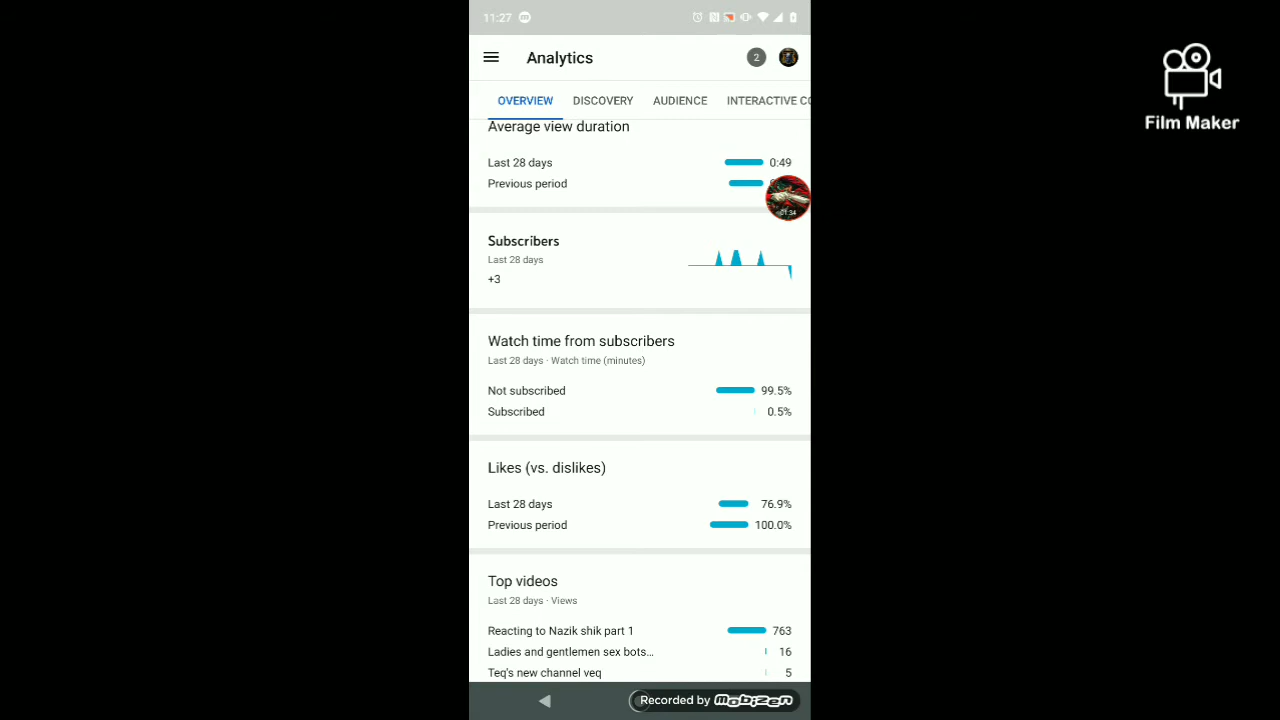 11:27
Analytics
2
OVERVIEW DISCOVERY AUDIENCE INTERACTIVE CO
Film Maker
Average view duration
Last 28 days 0:49
Previous period
01:34
Subscribers
Last 28 days
+3
Watch time from subscribers
Last 28 days · Watch time (minutes)
Not subscribed 99.5%
Subscribed 0.5%
Likes (vs. dislikes)
Last 28 days 76.9%
Previous period 100.0%
Top videos
Last 28 days · Views
Reacting to Nazik shik part 1 763
Ladies and gentlemen sex bots... 16
Teq's new channel veq 5
Recorded by mobizen